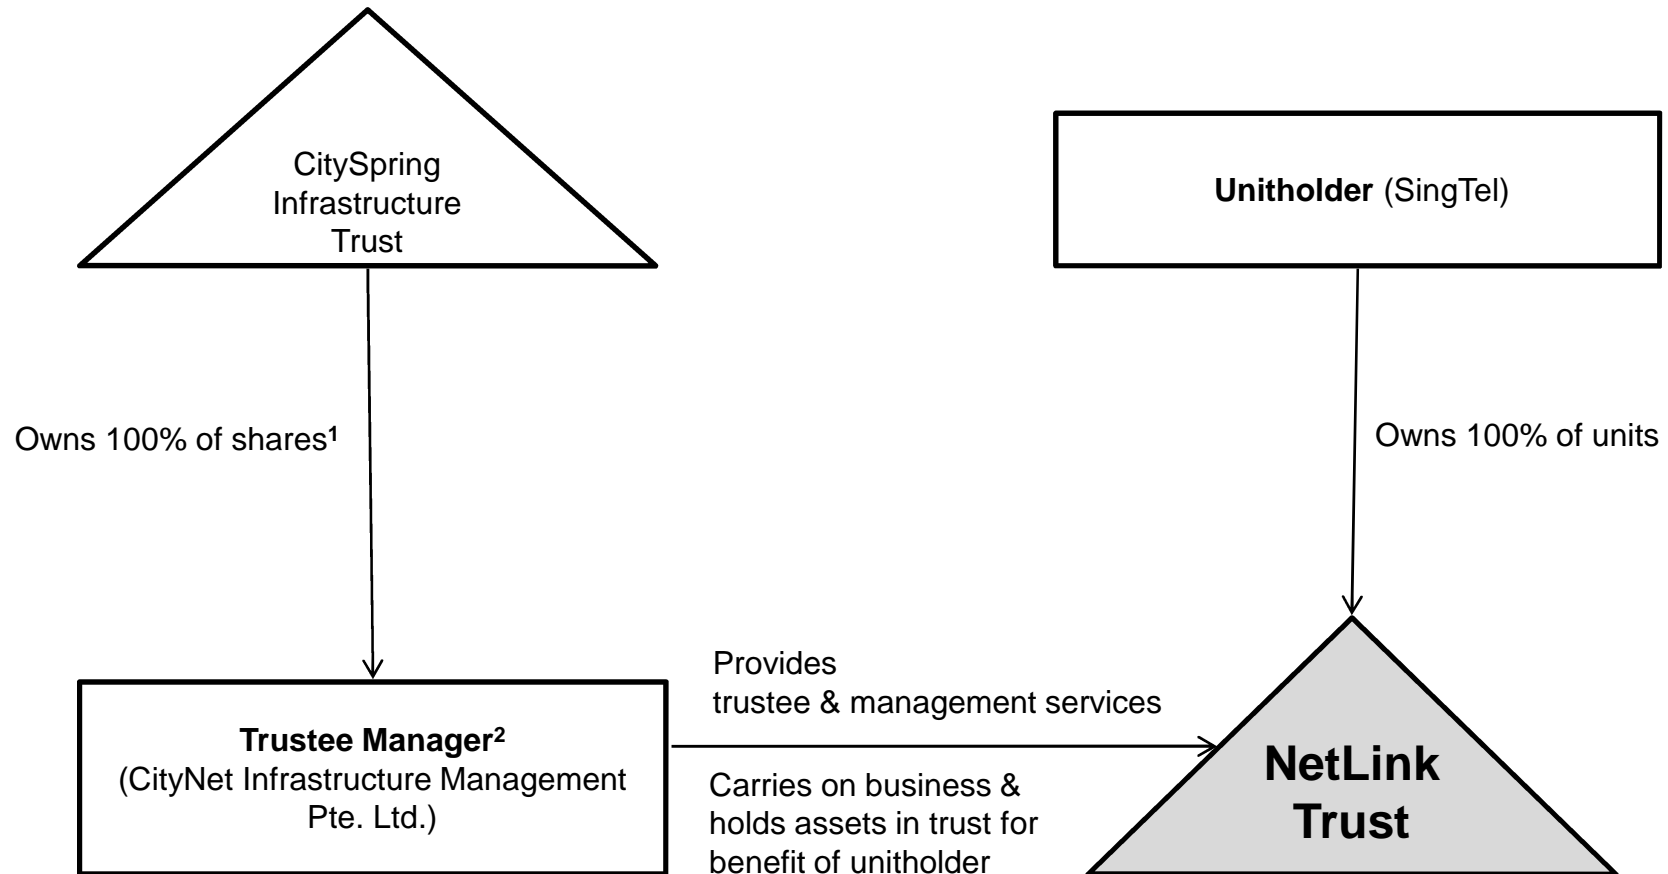 CitySpring
Infrastructure
Trust
Unitholder (SingTel)
Owns 100% of shares¹
Owns 100% of units
Provides
trustee & management services
Trustee Manager²
(CityNet Infrastructure Management
Pte. Ltd.)
Carries on business &
holds assets in trust for
benefit of unitholder
NetLink
Trust